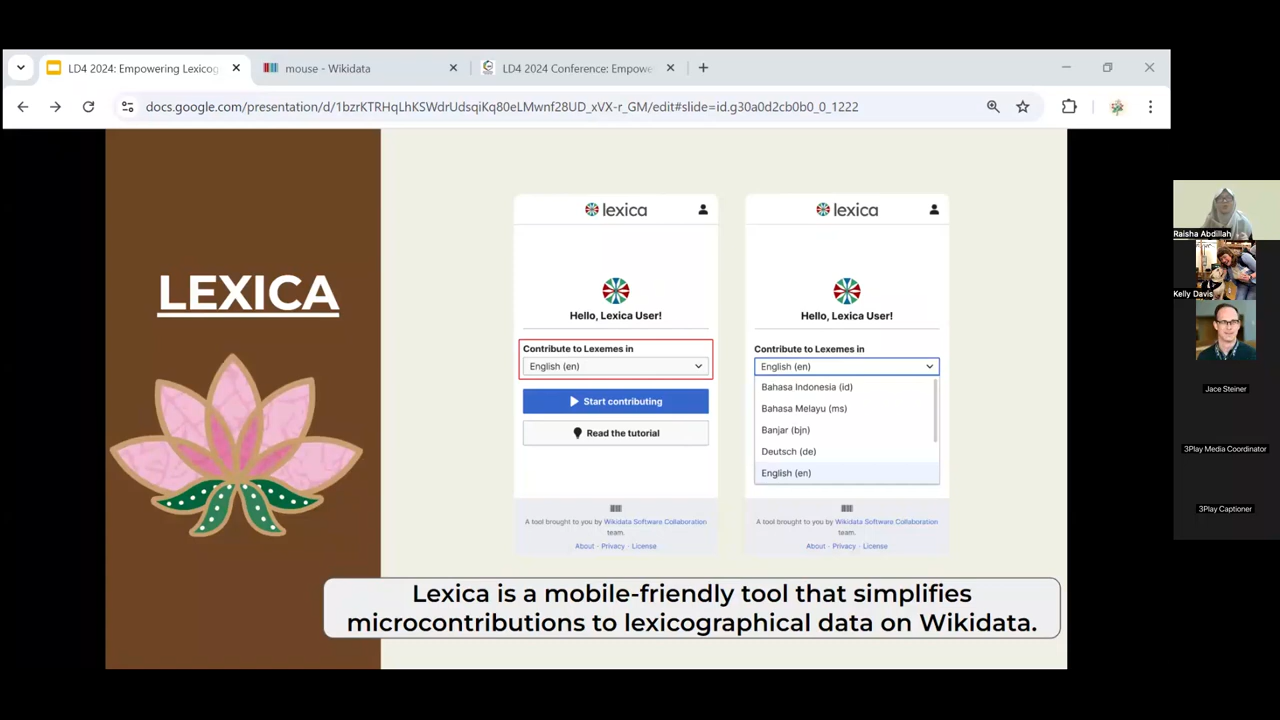 LD4 2024: Empowering Lexicog
mouse - Wikidata
LD4 2024 Conference: Empowe
docs.google.com/presentation/d/1bzrKTRHqLhKSWdrUdsqiKq80eLMwnf28UD_xVX-r_GM/edit#slide=id.g30a0d2cb0b0_0_1222
LEXICA
lexica
Hello, Lexica User!
Contribute to Lexemes in
English (en)
Start contributing
Read the tutorial
A tool brought to you by Wikidata Software Collaboration
team.
About · Privacy · License
lexica
Hello, Lexica User!
Contribute to Lexemes in
English (en)
Bahasa Indonesia (id)
Bahasa Melayu (ms)
Banjar (bjn)
Deutsch (de)
English (en)
A tool brought to you by Wikidata Software Collaboration
team.
About · Privacy · License
Lexica is a mobile-friendly tool that simplifies
microcontributions to lexicographical data on Wikidata.
Raisha Abdillah
Kelly Davis
Jace Steiner
3Play Media Coordinator
3Play Captioner